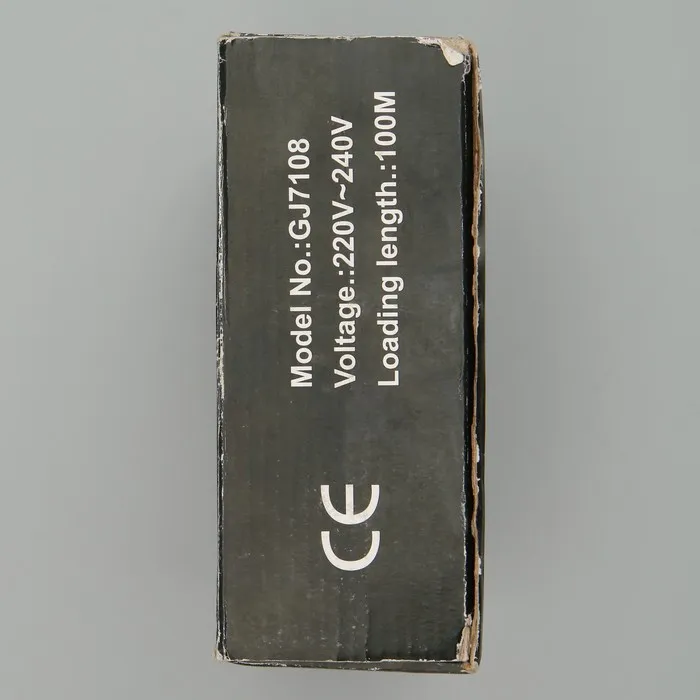 Model No.:GJ7108
Voltage.:220V~240V
Loading length.:100M
CE